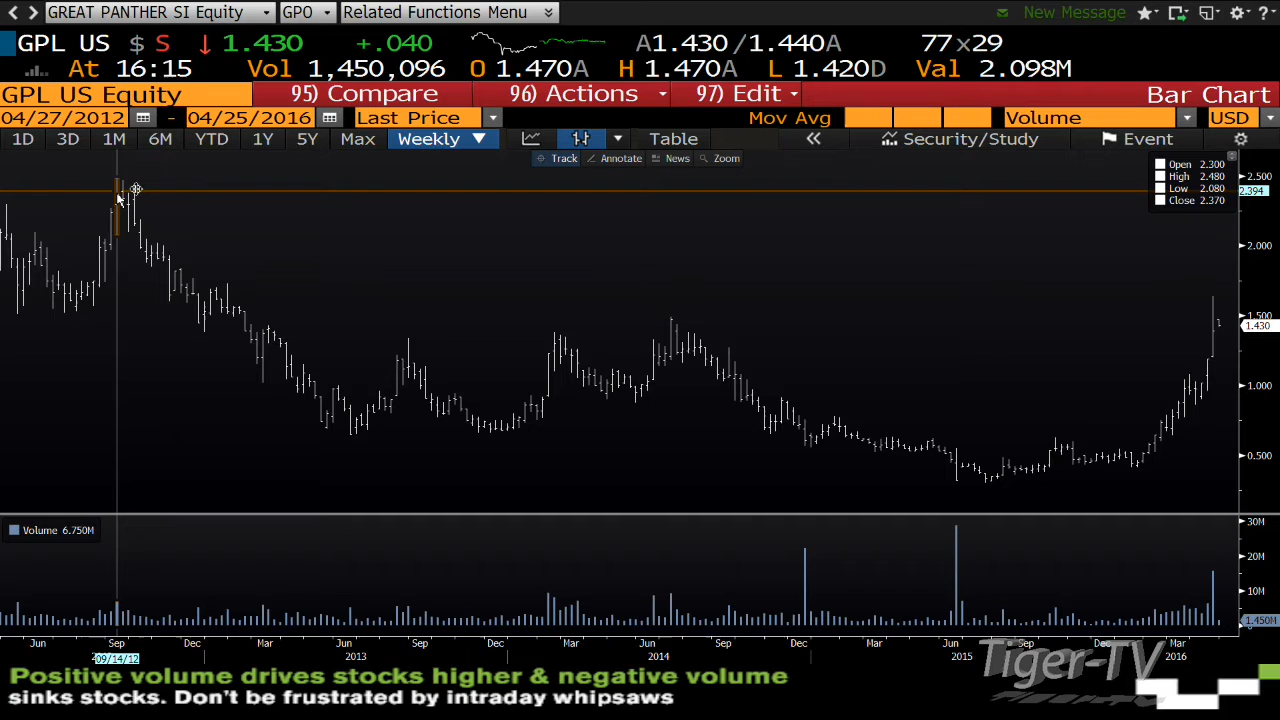 GREAT PANTHER SI Equity GPO Related Functions Menu New Message
GPL US $ S ↓ 1.430 +.040 A1.430 /1.440A 77x29
At 16:15 Vol 1,450,096 O 1.470A H 1.470A L 1.420D Val 2.098M
GPL US Equity 95) Compare 96) Actions 97) Edit Bar Chart
04/27/2012 - 04/25/2016 Last Price Mov Avg Volume USD
1D 3D 1M 6M YTD 1Y 5Y Max Weekly ▼ Table « Security/Study Event
Track Annotate News Zoom
Open 2.300
High 2.480
Low 2.080
Close 2.370
2.500
2.394
2.000
1.500
1.430
1.000
0.500
Volume 6.750M
30M
20M
10M
1.450M
Jun Sep Dec Mar Jun Sep Dec Mar Jun Sep Dec Mar Jun Sep Dec Mar
09/14/12 2013 2014 2015 2016
Tiger-TV
Positive volume drives stocks higher & negative volume
sinks stocks. Don't be frustrated by intraday whipsaws